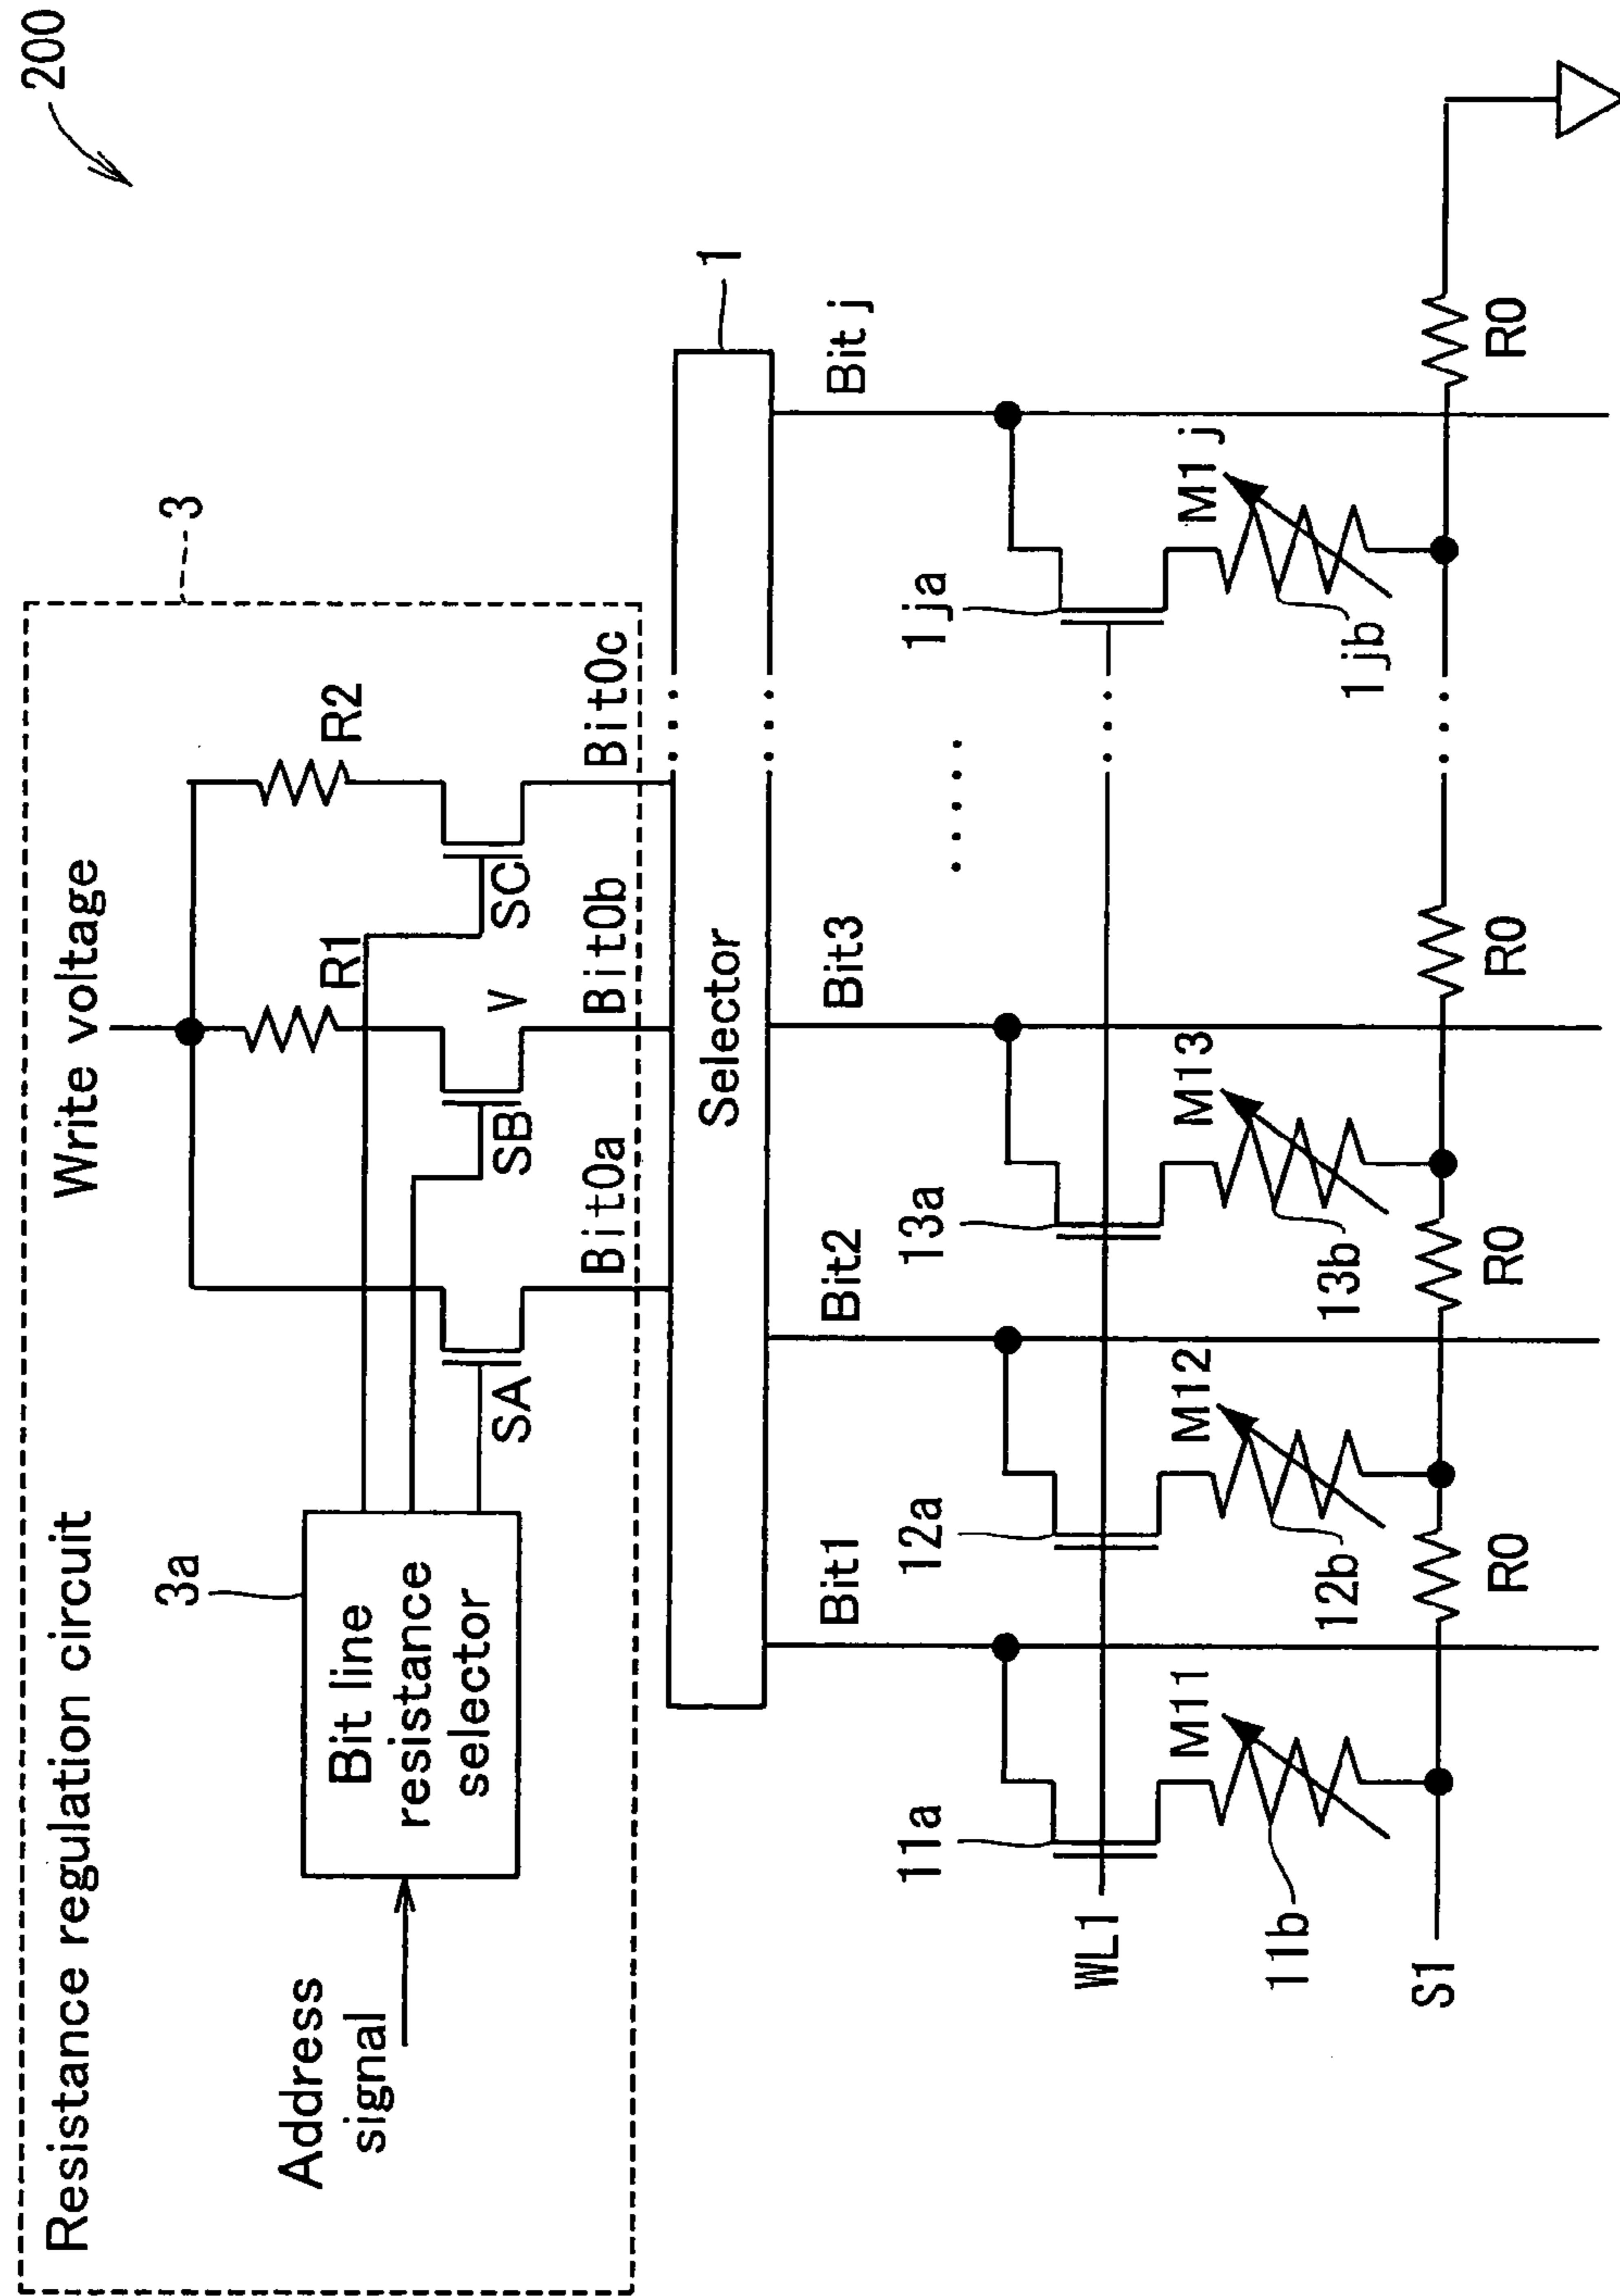 200
Resistance regulation circuit
Write voltage
3
3a
Address
signal
Bit line
resistance
selector
R1
R2
SA
SB
SC
V
Bit0a
Bit0b
Bit0c
Selector
1
Bit1
Bit2
Bit3
Bitj
11a
12a
13a
1ja
WL1
M11
M12
M13
M1j
11b
12b
13b
1jb
S1
R0
R0
R0
R0